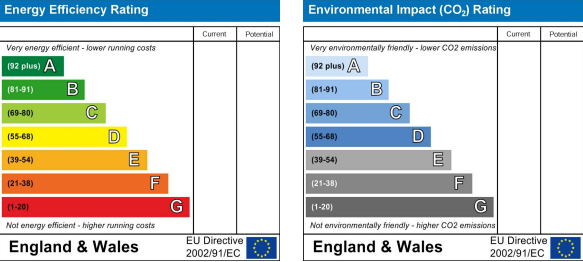 Energy Efficiency Rating
Current Potential
Very energy efficient - lower running costs
(92 plus) A
(81-91) B
(69-80) C
(55-68) D
(39-54) E
(21-38) F
(1-20) G
Not energy efficient - higher running costs
England & Wales
EU Directive
2002/91/EC
Environmental Impact (CO₂) Rating
Current Potential
Very environmentally friendly - lower CO2 emissions
(92 plus) A
(81-91) B
(69-80) C
(55-68) D
(39-54) E
(21-38) F
(1-20) G
Not environmentally friendly - higher CO2 emissions
England & Wales
EU Directive
2002/91/EC